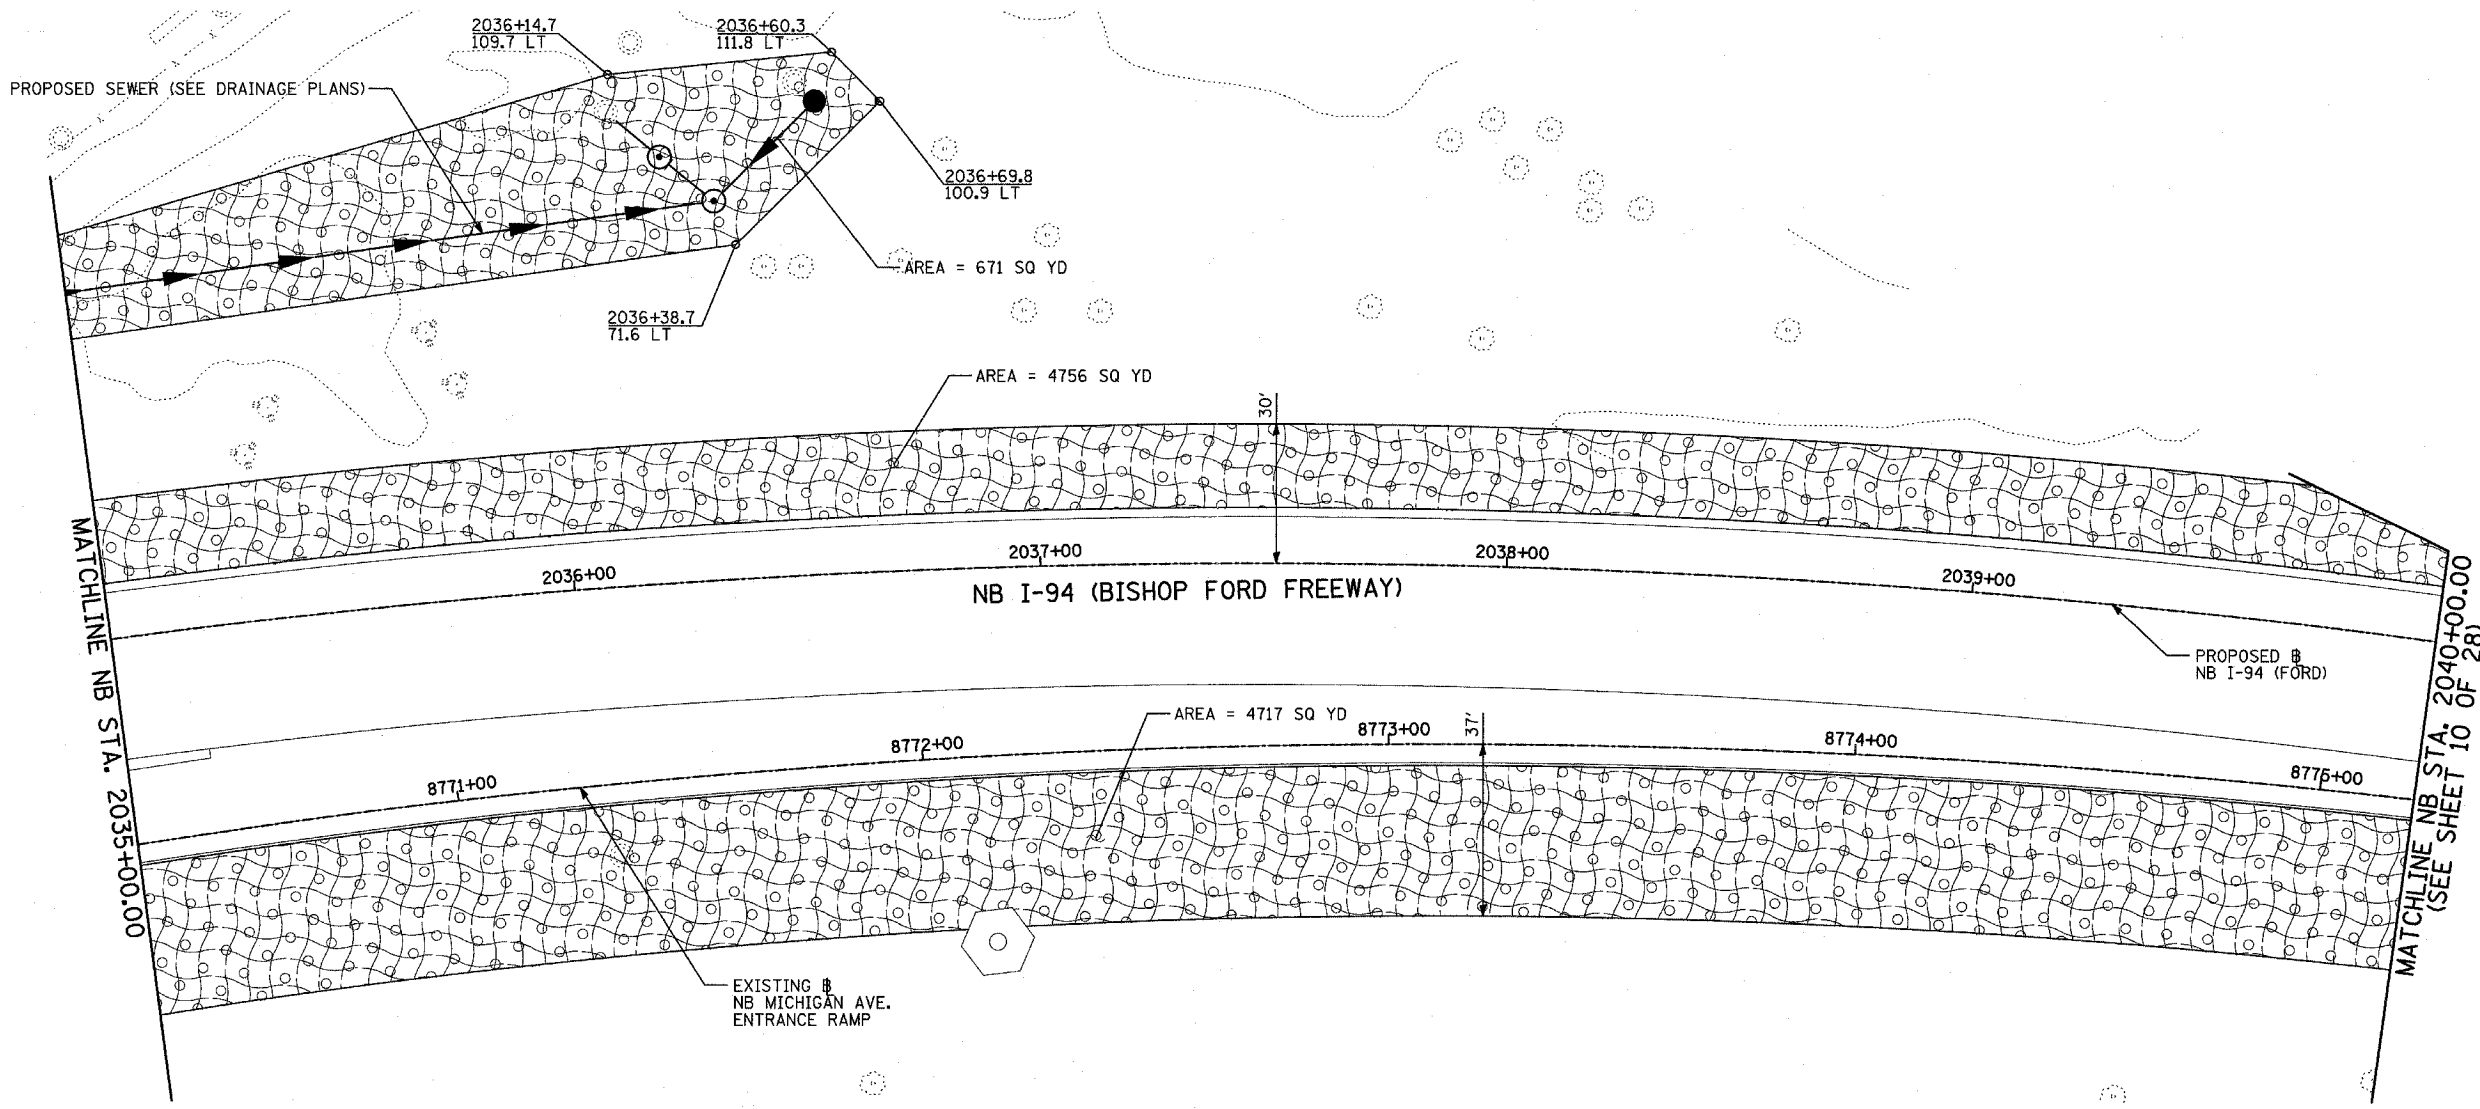 2036+14.7
109.7 LT
2036+60.3
111.8 LT
PROPOSED SEWER (SEE DRAINAGE PLANS)
2036+69.8
100.9 LT
AREA = 671 SQ YD
2036+38.7
71.6 LT
AREA = 4756 SQ YD
30'
MATCHLINE NB STA. 2035+00.00
2036+00
2037+00
2038+00
2039+00
NB I-94 (BISHOP FORD FREEWAY)
PROPOSED B
NB I-94 (FORD)
MATCHLINE NB STA. 2040+00.00
(SEE SHEET 10 OF 28)
AREA = 4717 SQ YD
37'
8771+00
8772+00
8773+00
8774+00
8775+00
EXISTING B
NB MICHIGAN AVE.
ENTRANCE RAMP